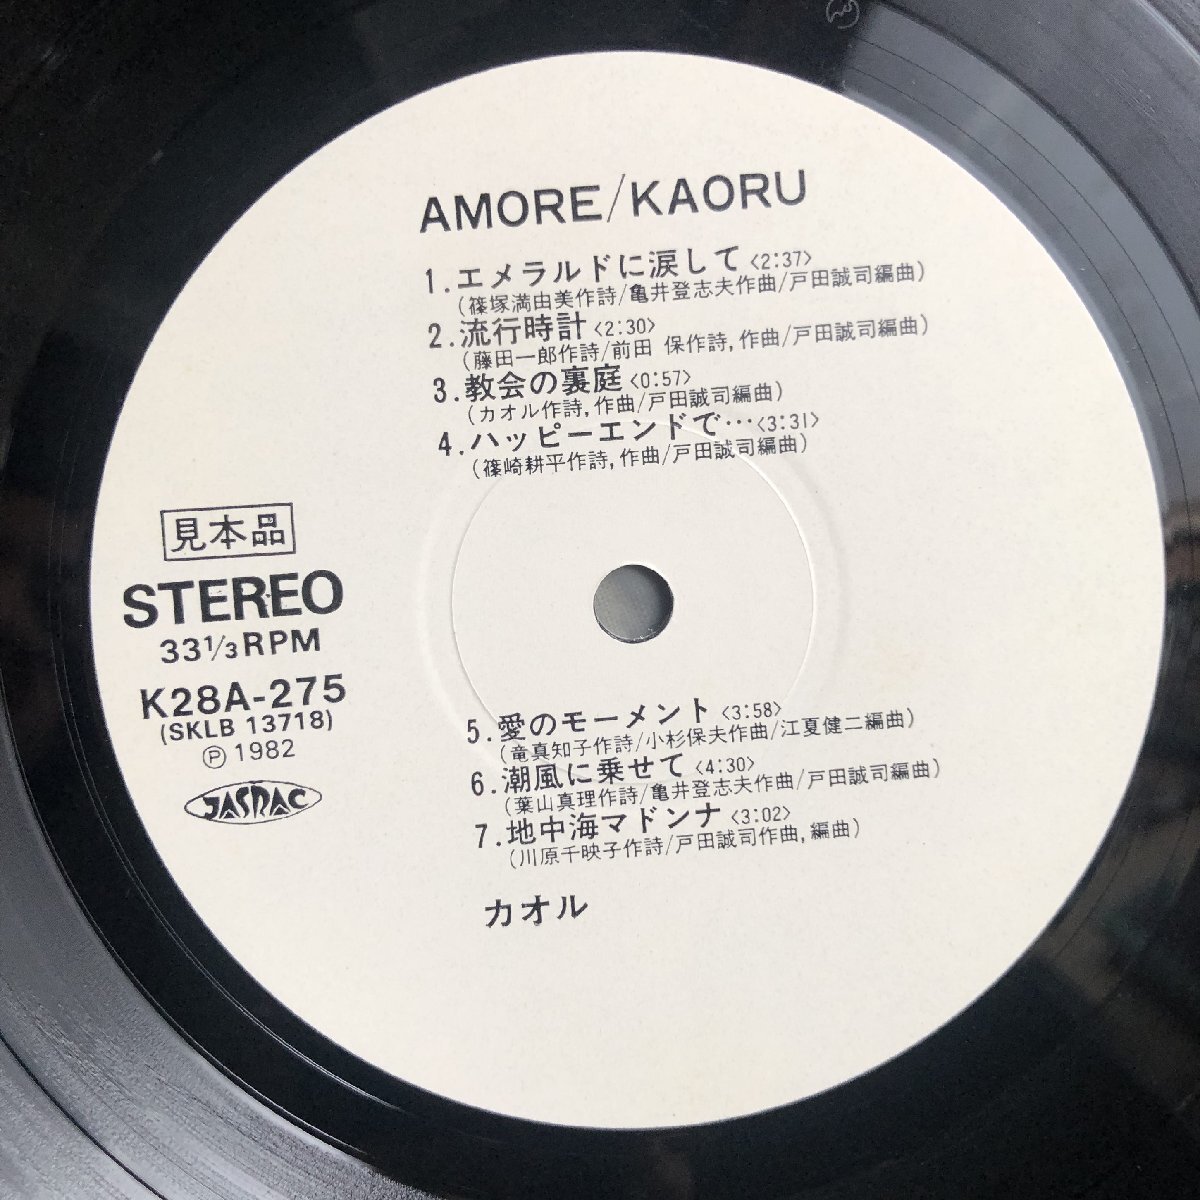 AMORE/KAORU
1.エメラルドに涙して<2:37>
(篠塚満由美作詩/亀井登志夫作曲/戸田誠司編曲)
2.流行時計<2:30>
(藤田一郎作詩/前田 保作詩,作曲/戸田誠司編曲)
3.教会の裏庭<0:57>
(カオル作詩,作曲/戸田誠司編曲)
4.ハッピーエンドで…<3:31>
(篠崎耕平作詩,作曲/戸田誠司編曲)
見本品
STEREO
33 1/3 RPM
K28A-275
(SKLB 13718)
Ⓟ 1982
JASRAC
5.愛のモーメント<3:58>
(竜真知子作詩/小杉保夫作曲/江夏健二編曲)
6.潮風に乗せて<4:30>
(葉山真理作詩/亀井登志夫作曲/戸田誠司編曲)
7.地中海マドンナ<3:02>
(川原千映子作詩/戸田誠司作曲,編曲)
カオル